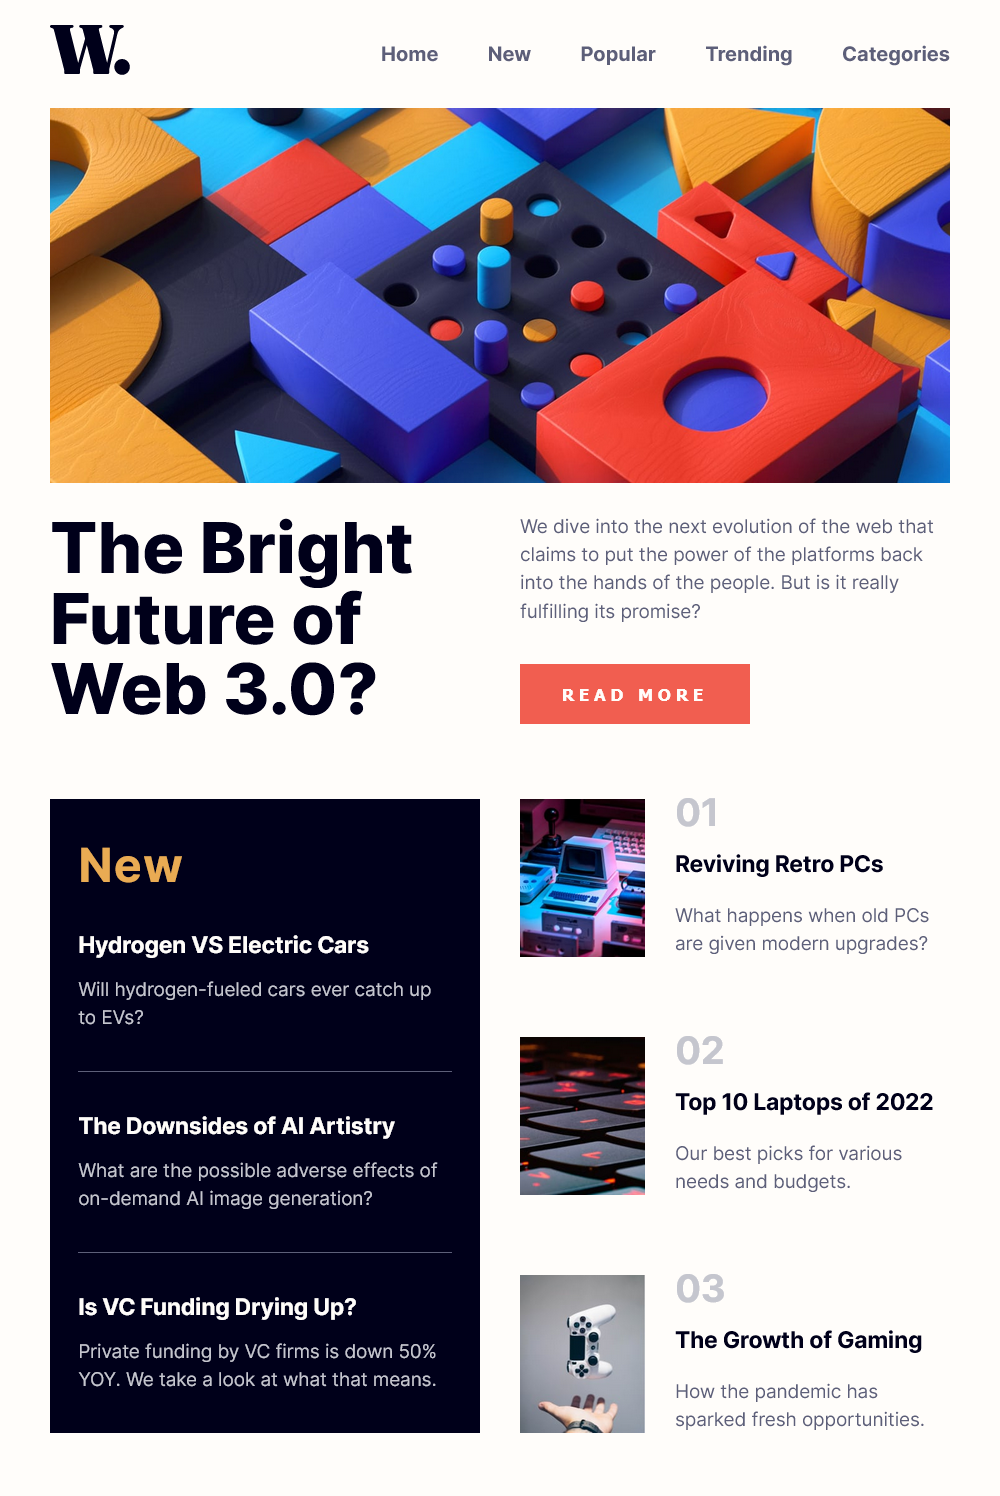 W.
Home New Popular Trending Categories
The Bright
Future of
Web 3.0?
We dive into the next evolution of the web that
claims to put the power of the platforms back
into the hands of the people. But is it really
fulfilling its promise?
READ MORE
New
Hydrogen VS Electric Cars
Will hydrogen-fueled cars ever catch up
to EVs?
The Downsides of AI Artistry
What are the possible adverse effects of
on-demand AI image generation?
Is VC Funding Drying Up?
Private funding by VC firms is down 50%
YOY. We take a look at what that means.
01
Reviving Retro PCs
What happens when old PCs
are given modern upgrades?
02
Top 10 Laptops of 2022
Our best picks for various
needs and budgets.
03
The Growth of Gaming
How the pandemic has
sparked fresh opportunities.